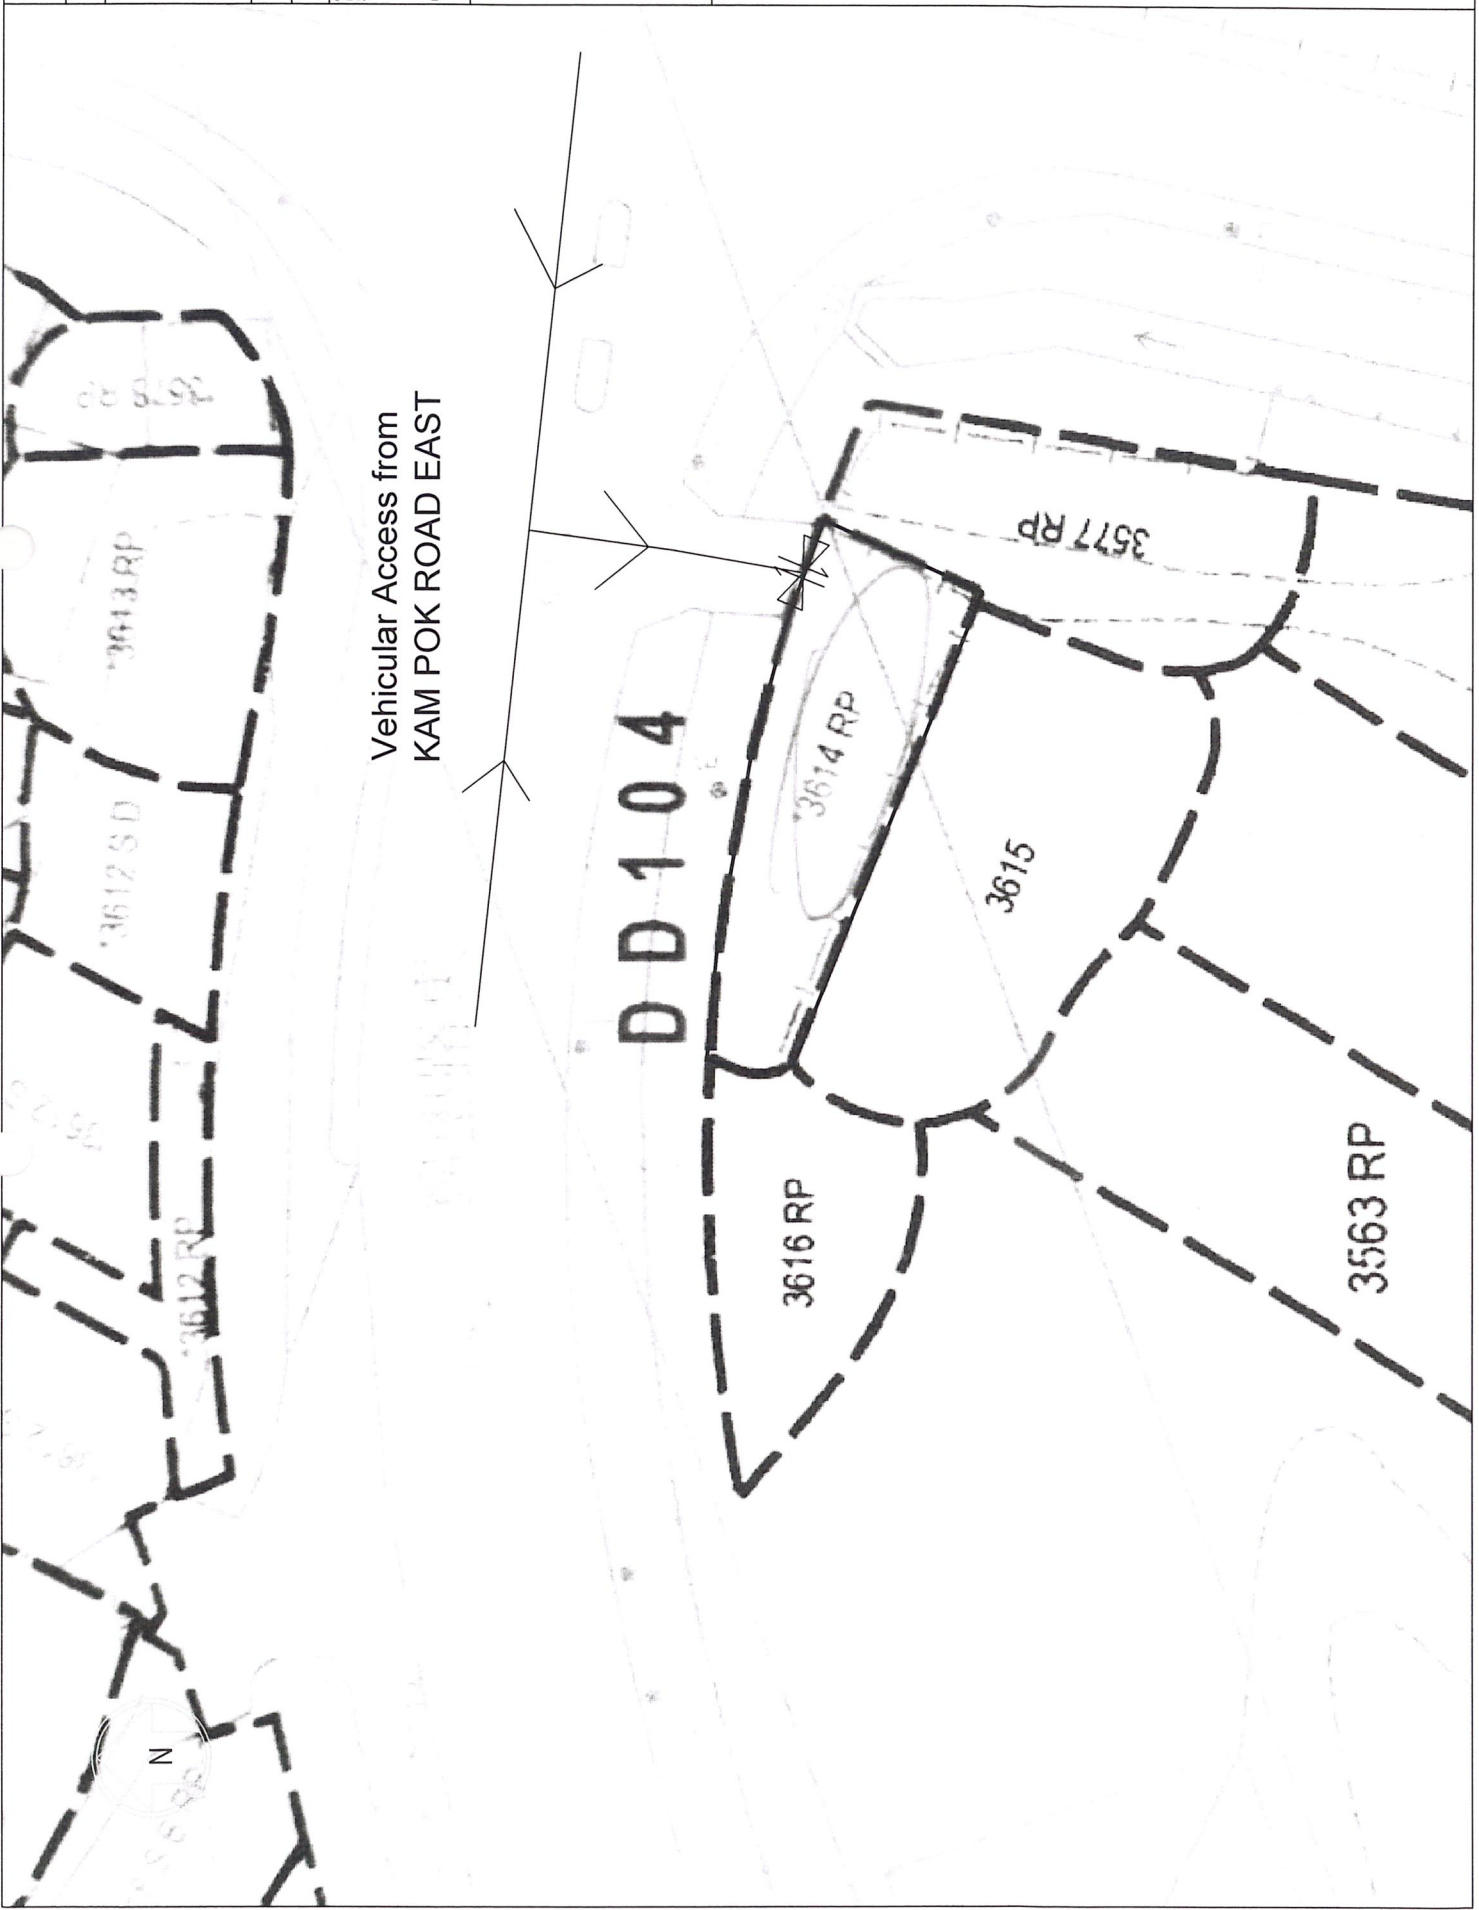 Vehicular Access from
KAM POK ROAD EAST
DD104
*3613 RP
*3612 S D
*3612 RP
*3614 RP
3577 RP
3615
3616 RP
3563 RP
N